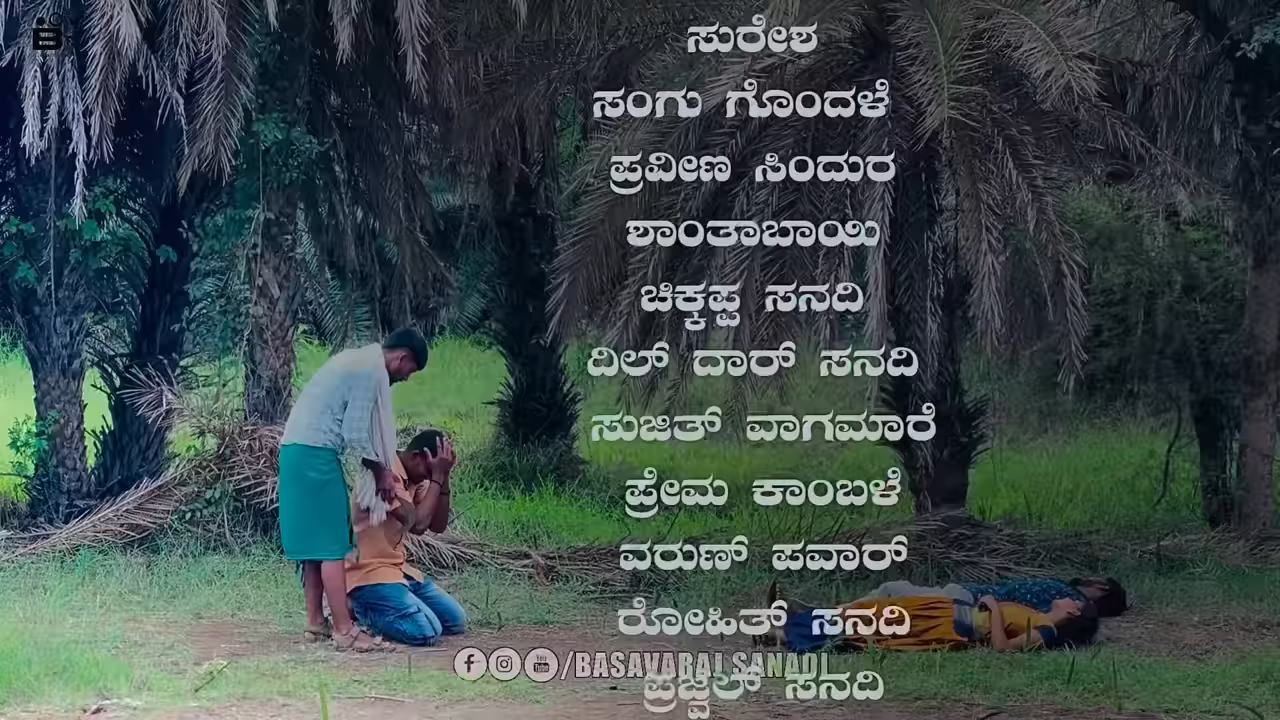 ಸುರೇಶ
ಸಂಗು ಗೊಂದಳೆ
ಪ್ರವೀಣ ಸಿಂದುರ
ಶಾಂತಾಬಾಯಿ
ಚಿಕ್ಕಪ್ಪ ಸನದಿ
ದಿಲ್ ದಾರ್ ಸನದಿ
ಸುಜಿತ್ ವಾಗಮಾರೆ
ಪ್ರೇಮ ಕಾಂಬಳೆ
ವರುಣ್ ಪವಾರ್
ರೋಹಿತ್ ಸನದಿ
/BASAVARAJ SANADI
ಪ್ರಜ್ವಲ್ ಸನದಿ